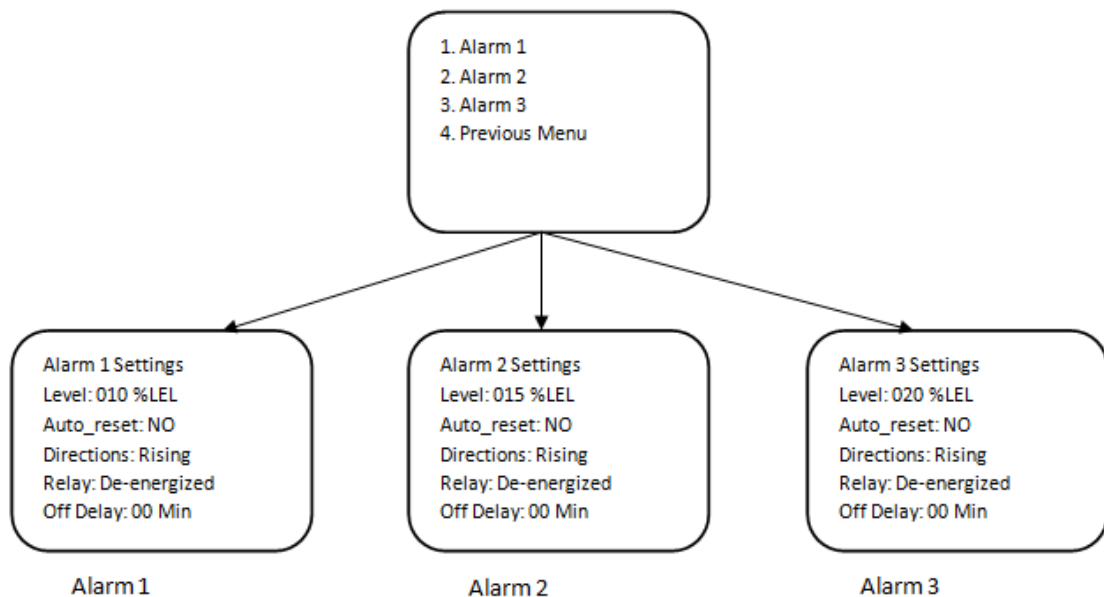 1. Alarm 1
2. Alarm 2
3. Alarm 3
4. Previous Menu
Alarm 1 Settings
Level: 010 %LEL
Auto_reset: NO
Directions: Rising
Relay: De-energized
Off Delay: 00 Min
Alarm 1
Alarm 2 Settings
Level: 015 %LEL
Auto_reset: NO
Directions: Rising
Relay: De-energized
Off Delay: 00 Min
Alarm 2
Alarm 3 Settings
Level: 020 %LEL
Auto_reset: NO
Directions: Rising
Relay: De-energized
Off Delay: 00 Min
Alarm 3